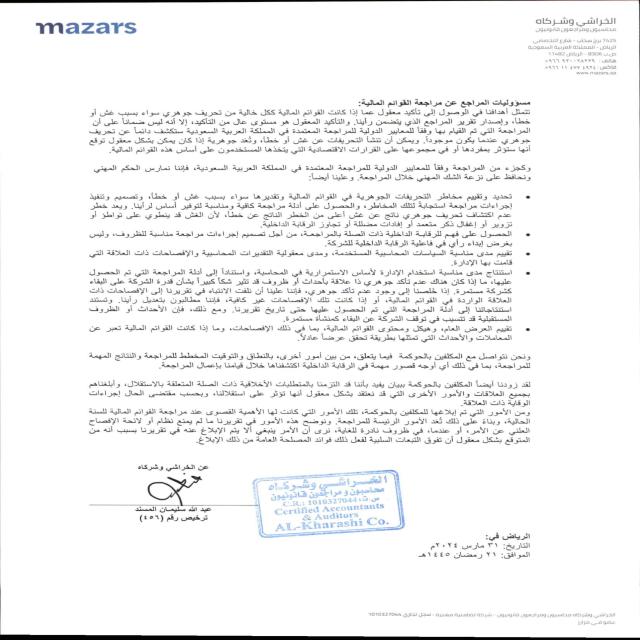 mazars
الخراشي وشركاه
محاسبون ومراجعون قانونيون
7425 برج سحاب - شارع التخصصي
الرياض - المملكة العربية السعودية
ص.ب 8306 - الرياض 11482
www.mazars.sa
مسؤوليات المراجع عن مراجعة القوائم المالية:
تتمثل أهدافنا في الوصول إلى تأكيد معقول عما إذا كانت القوائم المالية ككل خالية من تحريف جوهري سواء بسبب غش أو
خطأ، وإصدار تقرير المراجع الذي يتضمن رأينا. والتأكيد المعقول هو مستوى عالٍ من التأكيد، إلا أنه ليس ضماناً على أن
المراجعة التي تم القيام بها وفقاً للمعايير الدولية للمراجعة المعتمدة في المملكة العربية السعودية ستكشف دائماً عن تحريف
جوهري عندما يكون موجوداً. ويمكن أن تنشأ التحريفات عن غش أو خطأ، وتُعد جوهرية إذا كان يمكن بشكل معقول توقع
أنها ستؤثر بمفردها أو في مجموعها على القرارات الاقتصادية التي يتخذها المستخدمون على أساس هذه القوائم المالية.
وكجزء من المراجعة وفقاً للمعايير الدولية للمراجعة المعتمدة في المملكة العربية السعودية، فإننا نمارس الحكم المهني
ونحافظ على نزعة الشك المهني خلال المراجعة. وعلينا أيضاً:
• تحديد وتقييم مخاطر التحريفات الجوهرية في القوائم المالية وتقديرها سواء بسبب غش أو خطأ، وتصميم وتنفيذ
إجراءات مراجعة استجابة لتلك المخاطر، والحصول على أدلة مراجعة كافية ومناسبة لتوفير أساس لرأينا. ويعد خطر
عدم اكتشاف تحريف جوهري ناتج عن غش أعلى من الخطر الناتج عن خطأ، لأن الغش قد ينطوي على تواطؤ أو
تزوير أو إغفال ذكر متعمد أو إفادات مضللة أو تجاوز الرقابة الداخلية.
• الحصول على فهم للرقابة الداخلية ذات الصلة بالمراجعة، من أجل تصميم إجراءات مراجعة مناسبة للظروف، وليس
بغرض إبداء رأي في فاعلية الرقابة الداخلية للشركة.
• تقييم مدى مناسبة السياسات المحاسبية المستخدمة، ومدى معقولية التقديرات المحاسبية والإفصاحات ذات العلاقة التي
قامت بها الإدارة.
• استنتاج مدى مناسبة استخدام الإدارة لأساس الاستمرارية في المحاسبة، واستناداً إلى أدلة المراجعة التي تم الحصول
عليها، ما إذا كان هناك عدم تأكد جوهري ذا علاقة بأحداث أو ظروف قد تثير شكاً كبيراً بشأن قدرة الشركة على البقاء
كشركة مستمرة. إذا خلصنا إلى وجود عدم تأكد جوهري، فإننا علينا أن نلفت الانتباه في تقريرنا إلى الإفصاحات ذات
العلاقة الواردة في القوائم المالية، أو إذا كانت تلك الإفصاحات غير كافية، فإننا مطالبون بتعديل رأينا. وتستند
استنتاجاتنا إلى أدلة المراجعة التي تم الحصول عليها حتى تاريخ تقريرنا. ومع ذلك، فإن الأحداث أو الظروف
المستقبلية قد تتسبب في توقف الشركة عن البقاء كمنشأة مستمرة.
• تقييم العرض العام، وهيكل ومحتوى القوائم المالية، بما في ذلك الإفصاحات، وما إذا كانت القوائم المالية تعبر عن
المعاملات والأحداث التي تمثلها بطريقة تحقق عرضاً عادلاً.
ونحن نتواصل مع المكلفين بالحوكمة فيما يتعلق، من بين أمور أخرى، بالنطاق والتوقيت المخطط للمراجعة والنتائج المهمة
للمراجعة، بما في ذلك أي أوجه قصور مهمة في الرقابة الداخلية اكتشفناها خلال قيامنا بأعمال المراجعة.
لقد زودنا أيضاً المكلفين بالحوكمة ببيان يفيد بأننا قد التزمنا بالمتطلبات الأخلاقية ذات الصلة المتعلقة بالاستقلال، وأبلغناهم
بجميع العلاقات والأمور الأخرى التي قد نعتقد بشكل معقول أنها تؤثر على استقلالنا، وبحسب مقتضى الحال إجراءات
الوقاية ذات العلاقة.
ومن الأمور التي تم إبلاغها للمكلفين بالحوكمة، تلك الأمور التي كانت لها الأهمية القصوى عند مراجعة القوائم المالية للسنة
الحالية، وبناءً على ذلك تُعد الأمور الرئيسة للمراجعة. ونوضح هذه الأمور في تقريرنا ما لم يمنع نظام أو لائحة الإفصاح
العلني عن الأمر، أو عندما، في ظروف نادرة للغاية، نرى أن الأمر ينبغي ألا يتم الإبلاغ عنه في تقريرنا بسبب أنه من
المتوقع بشكل معقول أن تفوق التبعات السلبية لفعل ذلك فوائد المصلحة العامة من ذلك الإبلاغ.
عن الخراشي وشركاه
عبد الله سليمان المسند
ترخيص رقم (٤٥٦)
الخراشي وشركاه
محاسبون ومراجعون قانونيون
س.ت: C.R.: 1010327044
Certified Accountants
& Auditors
AL-Kharashi Co.
الرياض في:
التاريخ: ٣١ مارس ٢٠٢٤م
الموافق: ٢١ رمضان ١٤٤٥هـ
الخراشي وشركاه محاسبون ومراجعون قانونيون - شركة تضامنية مهنية - سجل تجاري 1010327044
عضو في مزارز